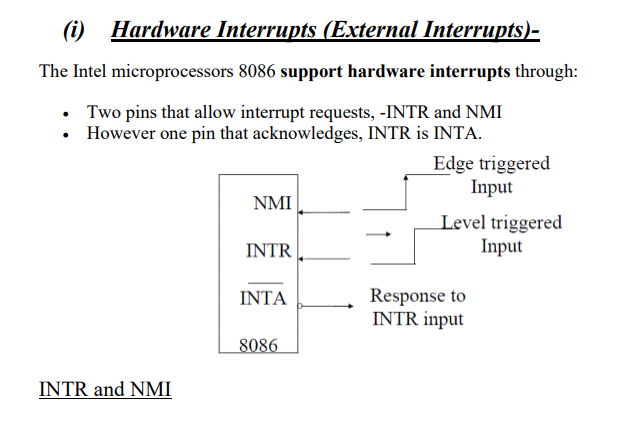 (i) Hardware Interrupts (External Interrupts)-
The Intel microprocessors 8086 support hardware interrupts through:
• Two pins that allow interrupt requests, -INTR and NMI
• However one pin that acknowledges, INTR is INTA.
Edge triggered
Input
NMI
Level triggered
Input
INTR
INTA
Response to
INTR input
8086
INTR and NMI